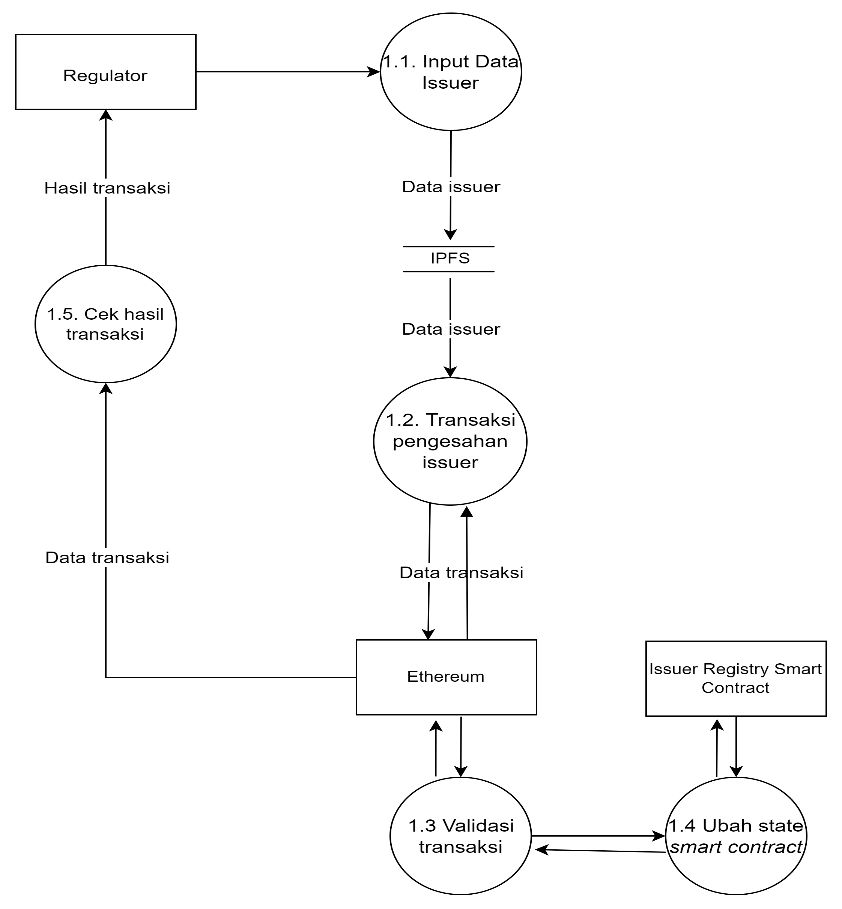 Regulator
1.1. Input Data
Issuer
Hasil transaksi
Data issuer
IPFS
1.5. Cek hasil
transaksi
Data issuer
1.2. Transaksi
pengesahan
issuer
Data transaksi
Data transaksi
Ethereum
Issuer Registry Smart
Contract
1.3 Validasi
transaksi
1.4 Ubah state
smart contract